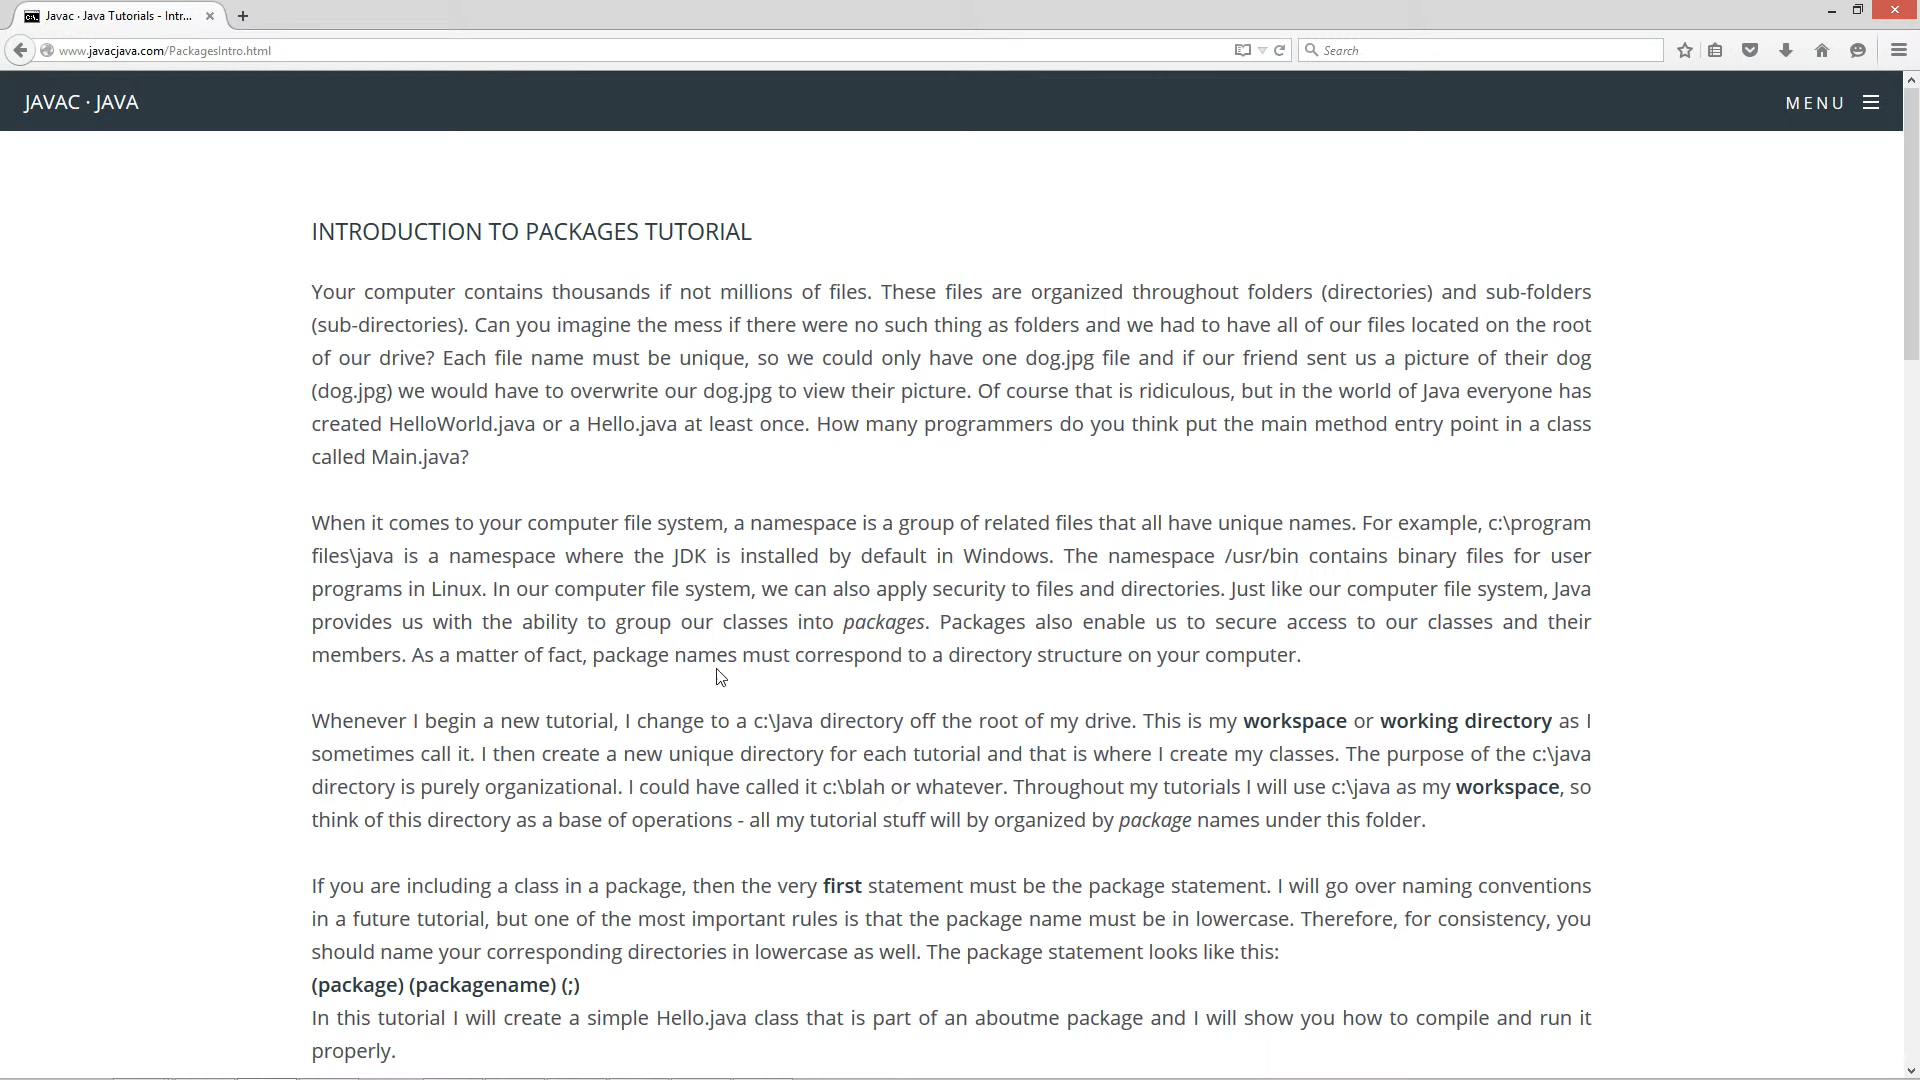 Javac · Java Tutorials - Intr...
www.javacjava.com/PackagesIntro.html
Search
JAVAC · JAVA
MENU
INTRODUCTION TO PACKAGES TUTORIAL
Your computer contains thousands if not millions of files. These files are organized throughout folders (directories) and sub-folders
(sub-directories). Can you imagine the mess if there were no such thing as folders and we had to have all of our files located on the root
of our drive? Each file name must be unique, so we could only have one dog.jpg file and if our friend sent us a picture of their dog
(dog.jpg) we would have to overwrite our dog.jpg to view their picture. Of course that is ridiculous, but in the world of Java everyone has
created HelloWorld.java or a Hello.java at least once. How many programmers do you think put the main method entry point in a class
called Main.java?
When it comes to your computer file system, a namespace is a group of related files that all have unique names. For example, c:\program
files\java is a namespace where the JDK is installed by default in Windows. The namespace /usr/bin contains binary files for user
programs in Linux. In our computer file system, we can also apply security to files and directories. Just like our computer file system, Java
provides us with the ability to group our classes into packages. Packages also enable us to secure access to our classes and their
members. As a matter of fact, package names must correspond to a directory structure on your computer.
Whenever I begin a new tutorial, I change to a c:\Java directory off the root of my drive. This is my workspace or working directory as I
sometimes call it. I then create a new unique directory for each tutorial and that is where I create my classes. The purpose of the c:\java
directory is purely organizational. I could have called it c:\blah or whatever. Throughout my tutorials I will use c:\java as my workspace, so
think of this directory as a base of operations - all my tutorial stuff will by organized by package names under this folder.
If you are including a class in a package, then the very first statement must be the package statement. I will go over naming conventions
in a future tutorial, but one of the most important rules is that the package name must be in lowercase. Therefore, for consistency, you
should name your corresponding directories in lowercase as well. The package statement looks like this:
(package) (packagename) (;)
In this tutorial I will create a simple Hello.java class that is part of an aboutme package and I will show you how to compile and run it
properly.